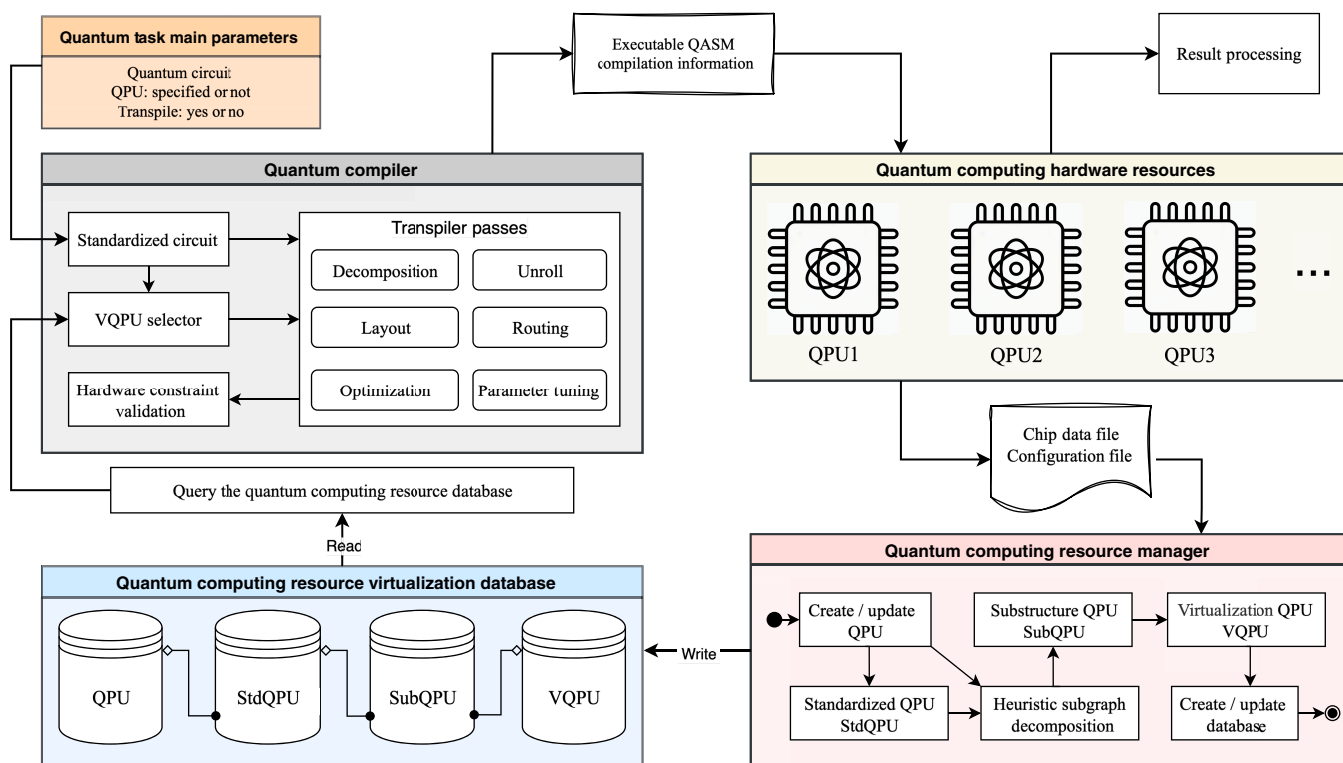 Quantum task main parameters
Quantum circuit
QPU: specified or not
Transpile: yes or no
Executable QASM
compilation information
Result processing
Quantum compiler
Standardized circuit
VQPU selector
Hardware constraint
validation
Transpiler passes
Decomposition
Unroll
Layout
Routing
Optimization
Parameter tuning
Quantum computing hardware resources
QPU1
QPU2
QPU3
...
Chip data file
Configuration file
Query the quantum computing resource database
Read
Quantum computing resource virtualization database
QPU
StdQPU
SubQPU
VQPU
Write
Quantum computing resource manager
Create / update
QPU
Substructure QPU
SubQPU
Virtualization QPU
VQPU
Standardized QPU
StdQPU
Heuristic subgraph
decomposition
Create / update
database